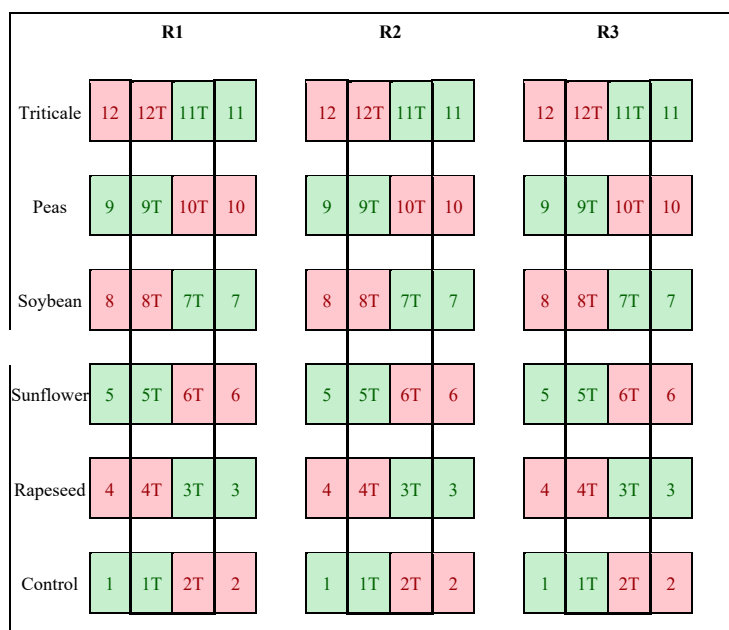 R1 R2 R3
Triticale 12 12T 11T 11 12 12T 11T 11 12 12T 11T 11
Peas 9 9T 10T 10 9 9T 10T 10 9 9T 10T 10
Soybean 8 8T 7T 7 8 8T 7T 7 8 8T 7T 7
Sunflower 5 5T 6T 6 5 5T 6T 6 5 5T 6T 6
Rapeseed 4 4T 3T 3 4 4T 3T 3 4 4T 3T 3
Control 1 1T 2T 2 1 1T 2T 2 1 1T 2T 2